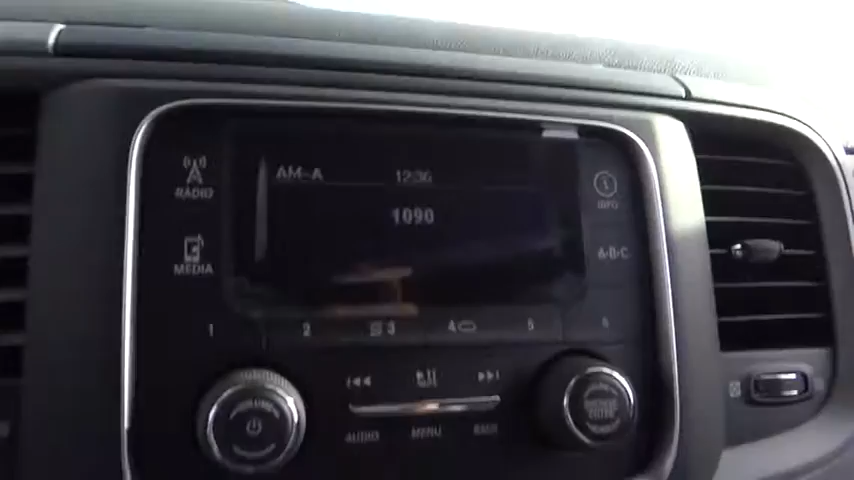 AM-A 12:36
RADIO
1090
INFO
MEDIA
A-B-C
1 2 3 4 5 6
AUDIO MENU BACK